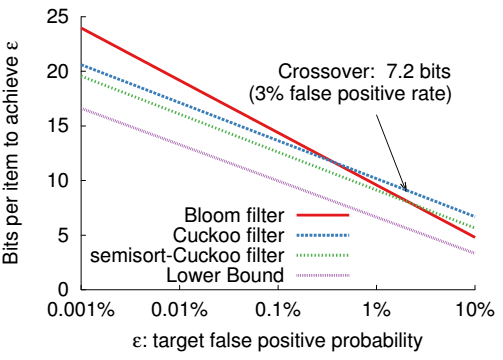 25
20
15
10
5
0
Bits per item to achieve ε
Crossover: 7.2 bits
(3% false positive rate)
Bloom filter
Cuckoo filter
semisort-Cuckoo filter
Lower Bound
0.001% 0.01% 0.1% 1% 10%
ε: target false positive probability